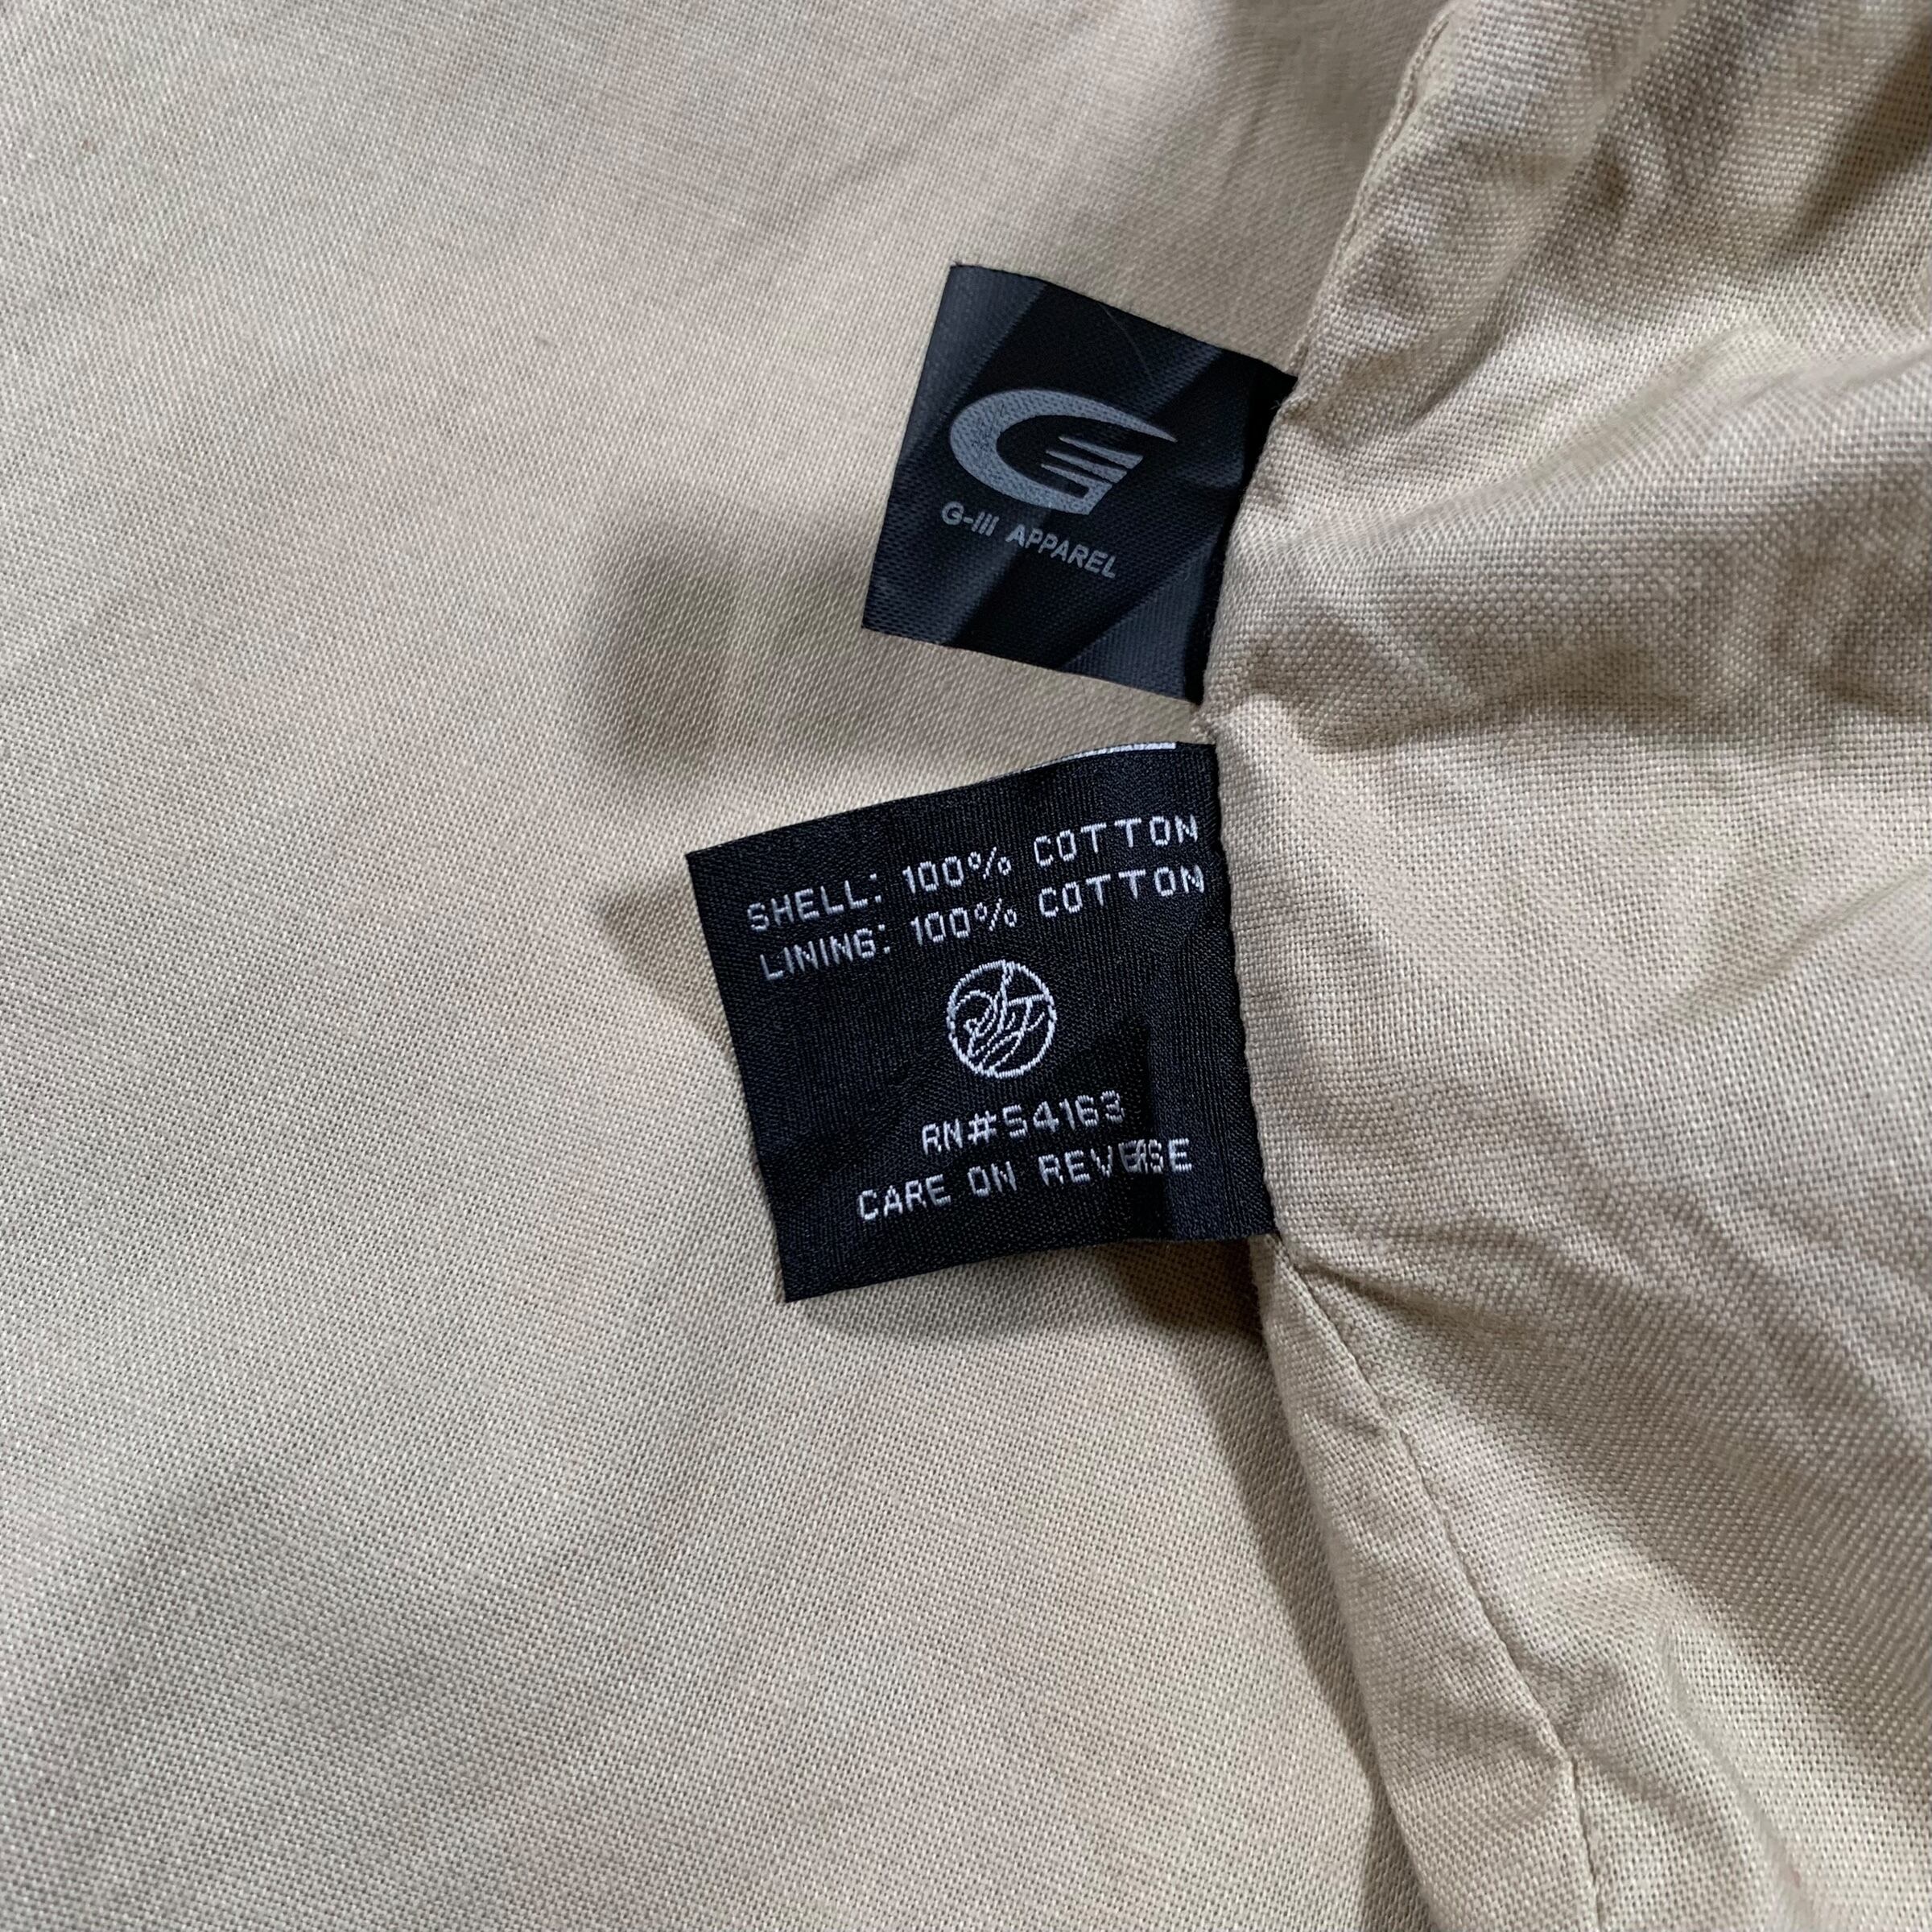 G-III APPAREL
SHELL: 100% COTTON
LINING: 100% COTTON
RN#54163
CARE ON REVERSE